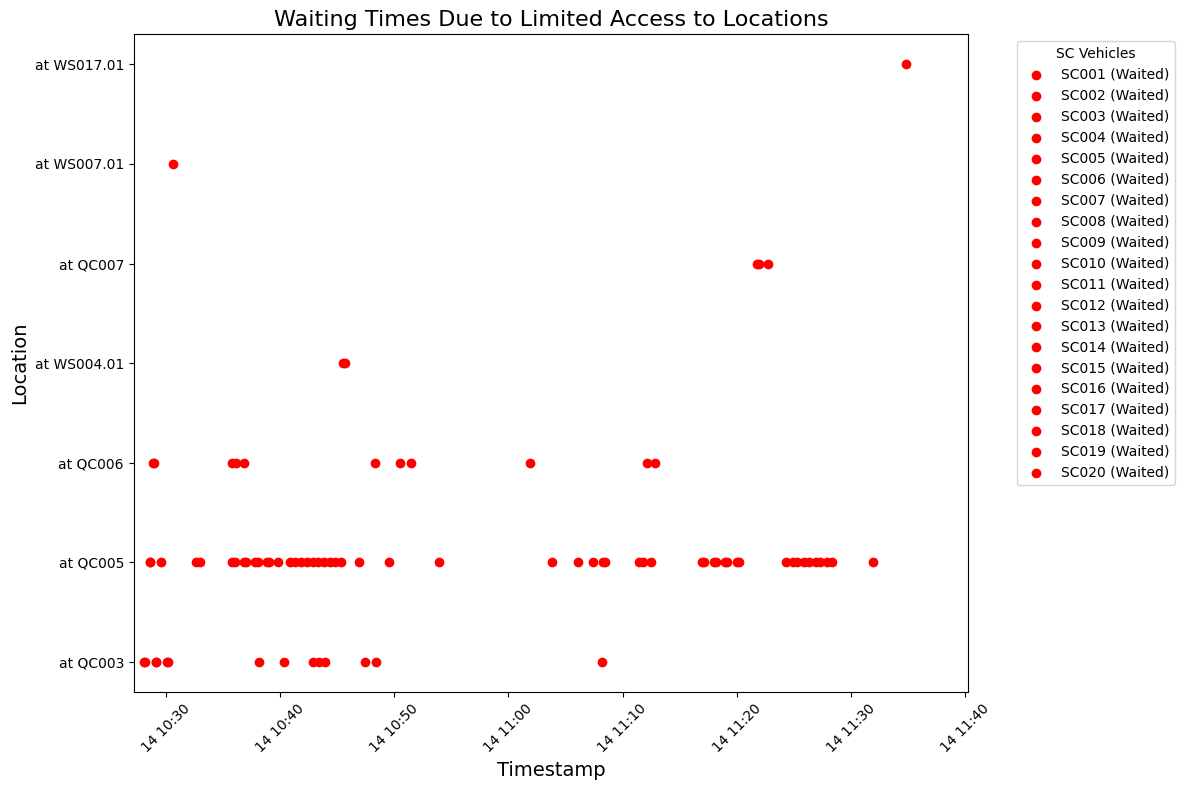 Waiting Times Due to Limited Access to Locations
Location
at WS017.01
at WS007.01
at QC007
at WS004.01
at QC006
at QC005
at QC003
14 10:30
14 10:40
14 10:50
14 11:00
14 11:10
14 11:20
14 11:30
14 11:40
Timestamp
SC Vehicles
SC001 (Waited)
SC002 (Waited)
SC003 (Waited)
SC004 (Waited)
SC005 (Waited)
SC006 (Waited)
SC007 (Waited)
SC008 (Waited)
SC009 (Waited)
SC010 (Waited)
SC011 (Waited)
SC012 (Waited)
SC013 (Waited)
SC014 (Waited)
SC015 (Waited)
SC016 (Waited)
SC017 (Waited)
SC018 (Waited)
SC019 (Waited)
SC020 (Waited)